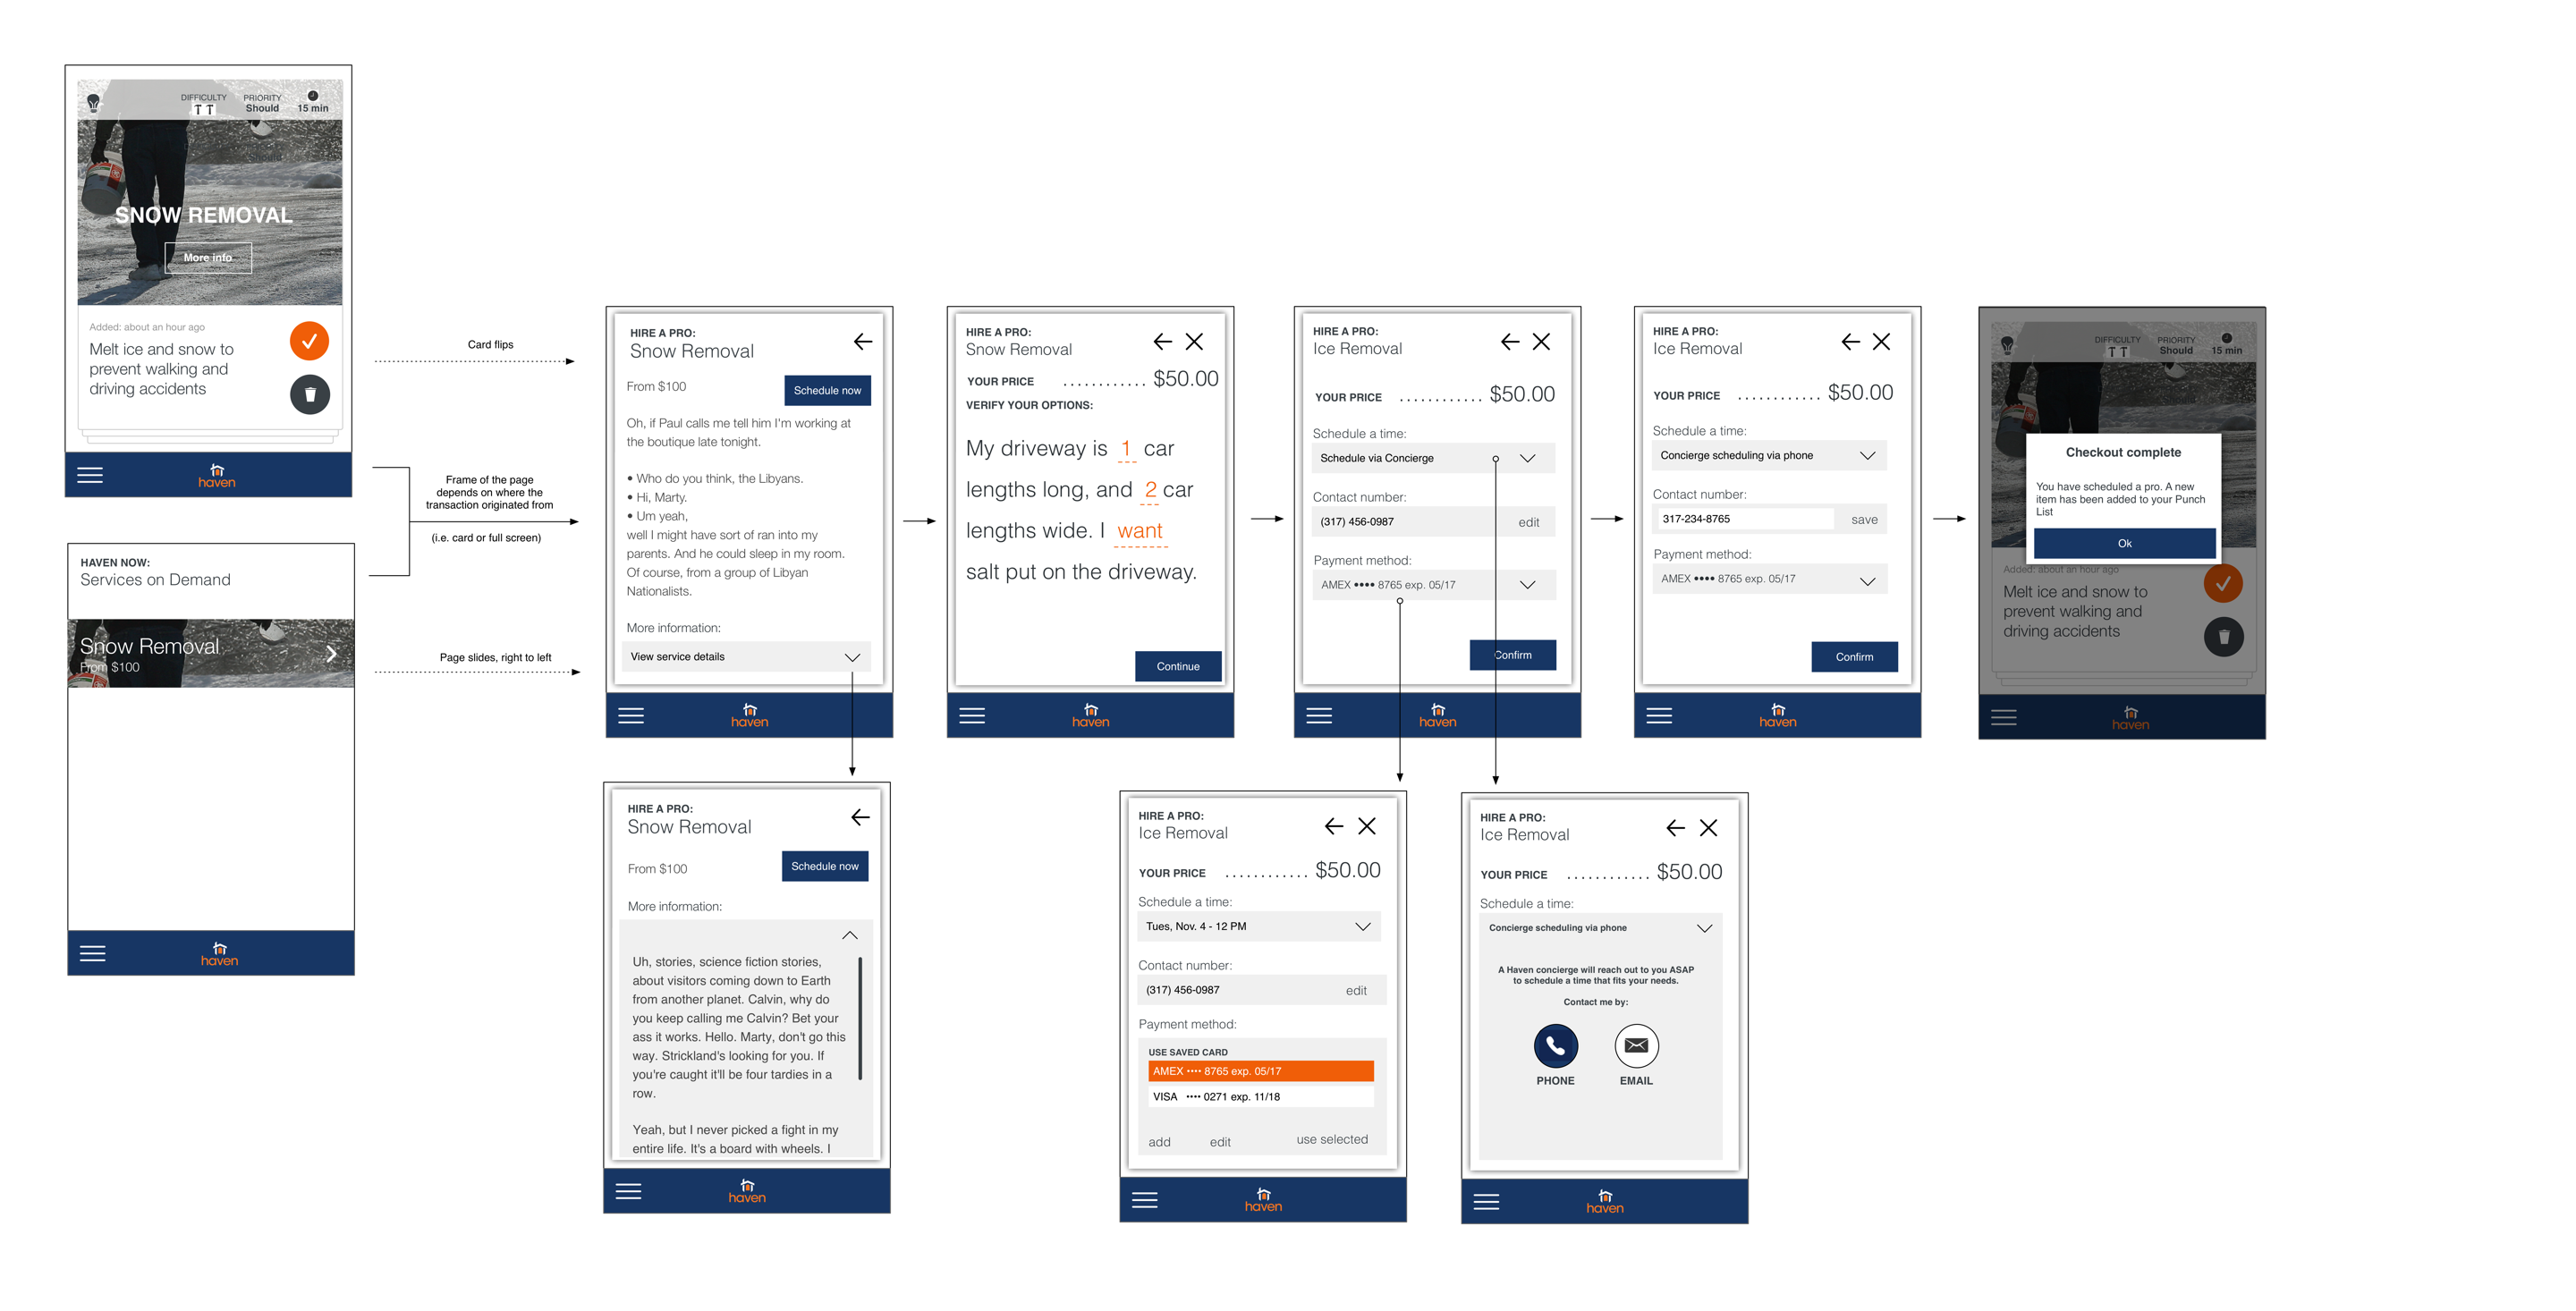 DIFFICULTY
PRIORITY
Should
15 min
SNOW REMOVAL
More info
Added: about an hour ago
Melt ice and snow to
prevent walking and
driving accidents
haven
HAVEN NOW:
Services on Demand
Snow Removal
From $100
haven
Card flips
Frame of the page
depends on where the
transaction originated from
(i.e. card or full screen)
Page slides, right to left
HIRE A PRO:
Snow Removal
From $100
Schedule now
Oh, if Paul calls me tell him I'm working at
the boutique late tonight.
• Who do you think, the Libyans.
• Hi, Marty.
• Um yeah,
well I might have sort of ran into my
parents. And he could sleep in my room.
Of course, from a group of Libyan
Nationalists.
More information:
View service details
haven
HIRE A PRO:
Snow Removal
From $100
Schedule now
More information:
Uh, stories, science fiction stories,
about visitors coming down to Earth
from another planet. Calvin, why do
you keep calling me Calvin? Bet your
ass it works. Hello. Marty, don't go this
way. Strickland's looking for you. If
you're caught it'll be four tardies in a
row.
Yeah, but I never picked a fight in my
entire life. It's a board with wheels. I
haven
HIRE A PRO:
Snow Removal
YOUR PRICE ............ $50.00
VERIFY YOUR OPTIONS:
My driveway is 1 car
lengths long, and 2 car
lengths wide. I want
salt put on the driveway.
Continue
haven
HIRE A PRO:
Ice Removal
YOUR PRICE ............ $50.00
Schedule a time:
Schedule via Concierge
Contact number:
(317) 456-0987 edit
Payment method:
AMEX •••• 8765 exp. 05/17
Confirm
haven
HIRE A PRO:
Ice Removal
YOUR PRICE ............ $50.00
Schedule a time:
Tues, Nov. 4 - 12 PM
Contact number:
(317) 456-0987 edit
Payment method:
USE SAVED CARD
AMEX •••• 8765 exp. 05/17
VISA •••• 0271 exp. 11/18
add edit use selected
haven
HIRE A PRO:
Ice Removal
YOUR PRICE ............ $50.00
Schedule a time:
Concierge scheduling via phone
A Haven concierge will reach out to you ASAP
to schedule a time that fits your needs.
Contact me by:
PHONE EMAIL
haven
HIRE A PRO:
Ice Removal
YOUR PRICE ............ $50.00
Schedule a time:
Concierge scheduling via phone
Contact number:
317-234-8765 save
Payment method:
AMEX •••• 8765 exp. 05/17
Confirm
haven
DIFFICULTY
PRIORITY
Should
15 min
Checkout complete
You have scheduled a pro. A new
item has been added to your Punch
List
Ok
Added: about an hour ago
Melt ice and snow to
prevent walking and
driving accidents
haven